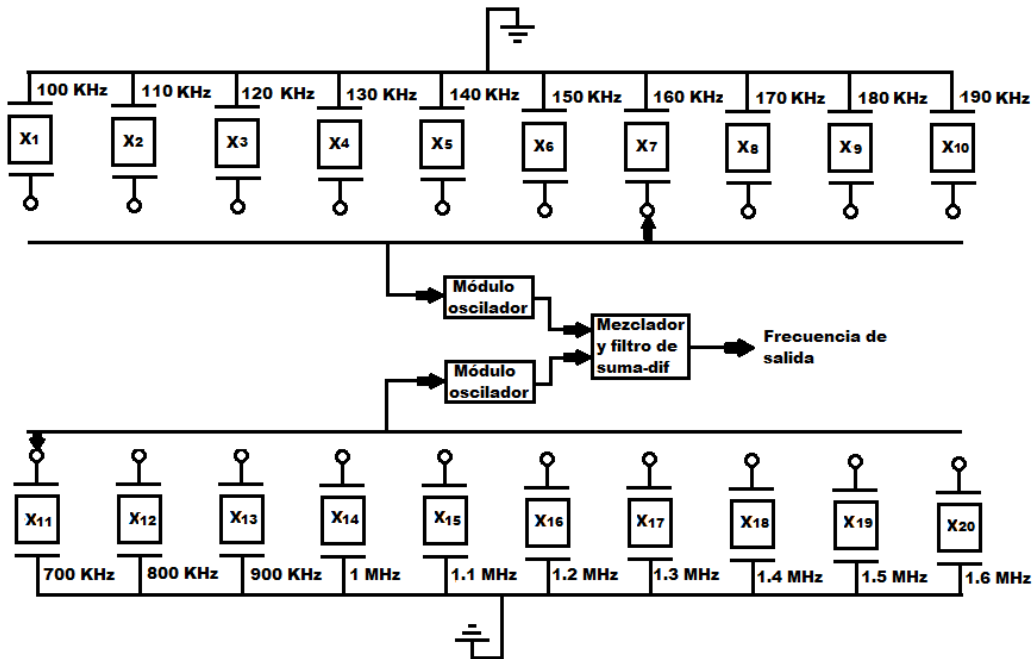 100 KHz 110 KHz 120 KHz 130 KHz 140 KHz 150 KHz 160 KHz 170 KHz 180 KHz 190 KHz
X1 X2 X3 X4 X5 X6 X7 X8 X9 X10
Módulo
oscilador
Mezclador
y filtro de
suma-dif
Frecuencia de
salida
Módulo
oscilador
X11 X12 X13 X14 X15 X16 X17 X18 X19 X20
700 KHz 800 KHz 900 KHz 1 MHz 1.1 MHz 1.2 MHz 1.3 MHz 1.4 MHz 1.5 MHz 1.6 MHz